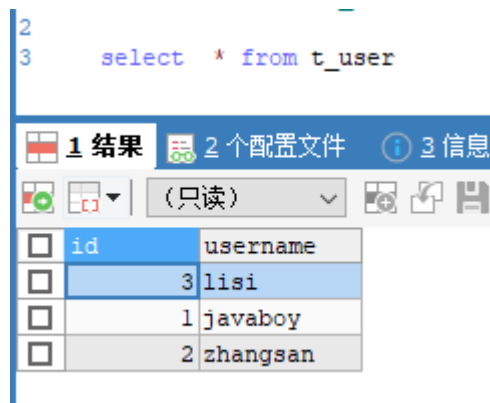 2
3 select * from t_user
1 结果 2 个配置文件 3 信息
(只读)
id username
3 lisi
1 javaboy
2 zhangsan